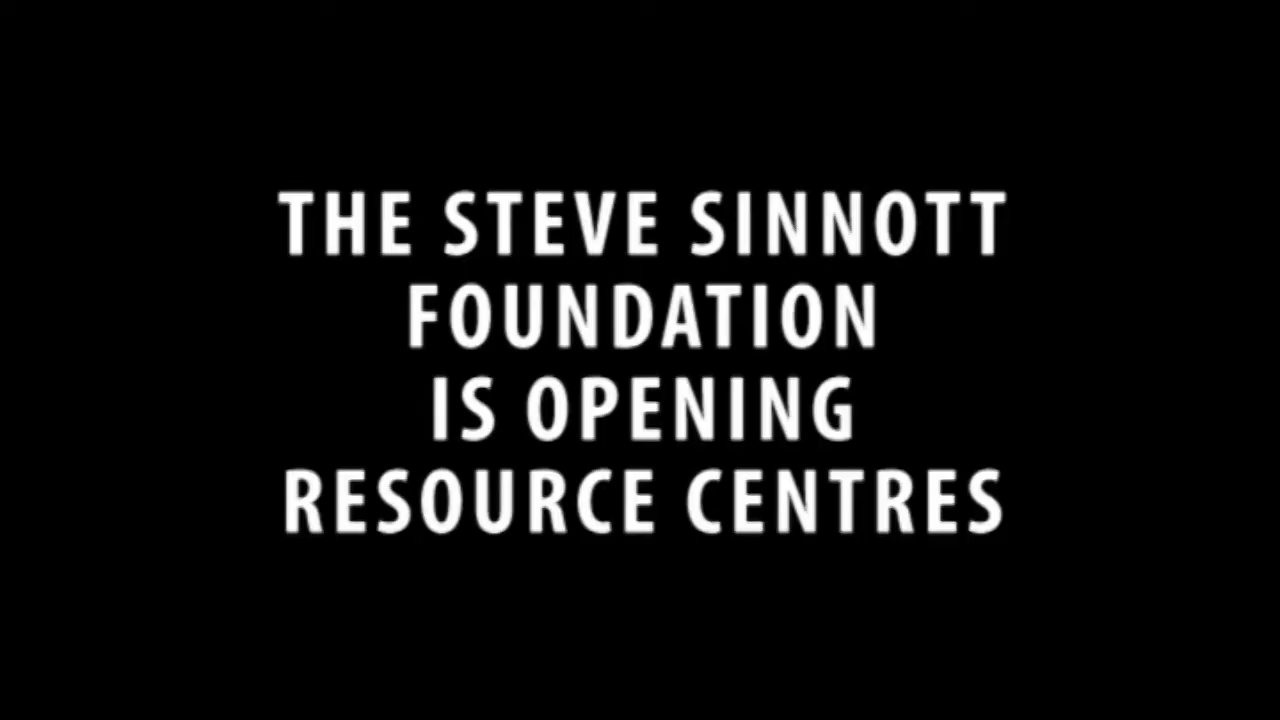 THE STEVE SINNOTT
FOUNDATION
IS OPENING
RESOURCE CENTRES